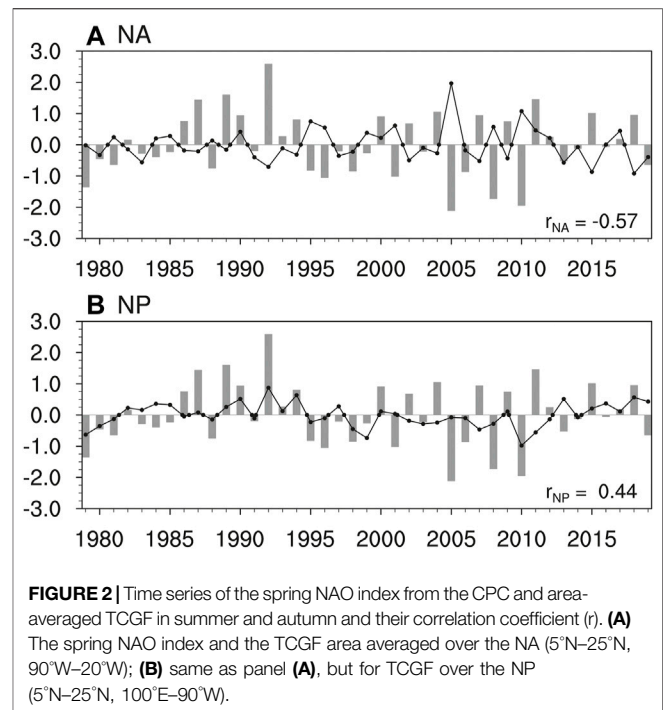 A NA
3.0
2.0
1.0
0.0
-1.0
-2.0
-3.0
rNA = -0.57
1980 1985 1990 1995 2000 2005 2010 2015
B NP
3.0
2.0
1.0
0.0
-1.0
-2.0
-3.0
rNP = 0.44
1980 1985 1990 1995 2000 2005 2010 2015
FIGURE 2 | Time series of the spring NAO index from the CPC and area-
averaged TCGF in summer and autumn and their correlation coefficient (r). (A)
The spring NAO index and the TCGF area averaged over the NA (5°N–25°N,
90°W–20°W); (B) same as panel (A), but for TCGF over the NP
(5°N–25°N, 100°E–90°W).